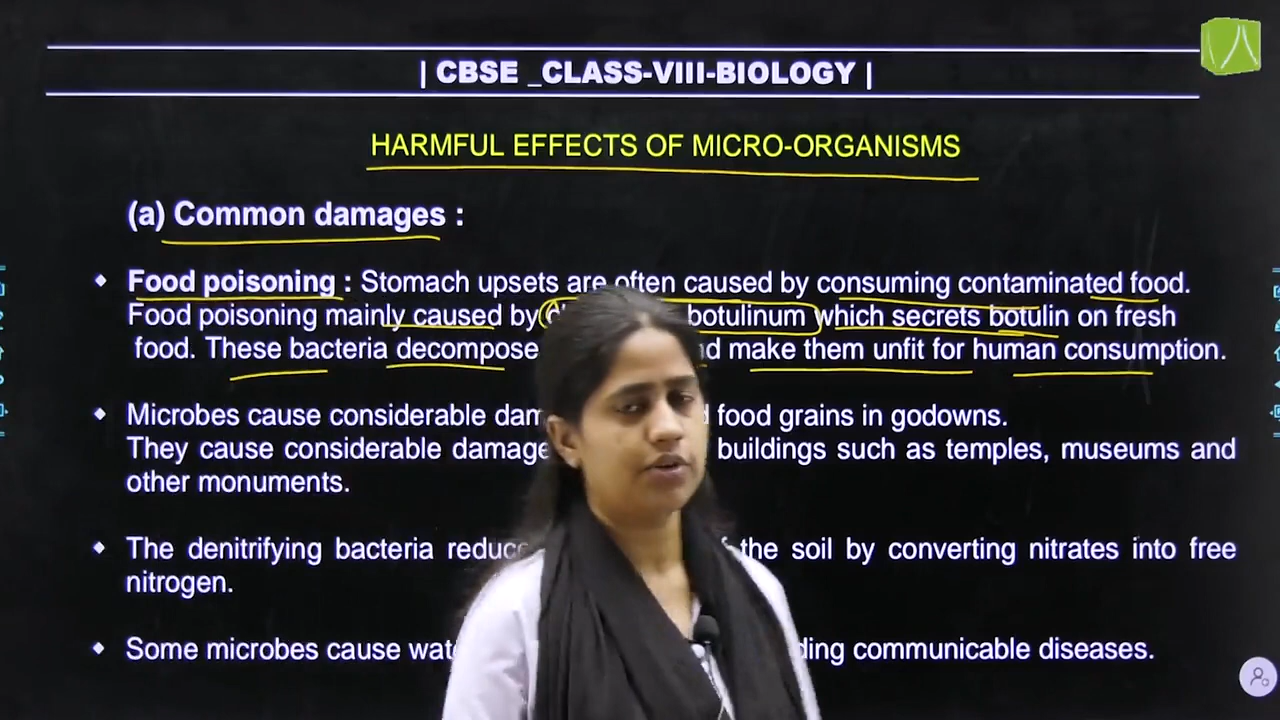 | CBSE _CLASS-VIII-BIOLOGY |
HARMFUL EFFECTS OF MICRO-ORGANISMS
(a) Common damages :
Food poisoning : Stomach upsets are often caused by consuming contaminated food.
Food poisoning mainly caused by botulinum which secrets botulin on fresh
food. These bacteria decompose make them unfit for human consumption.
Microbes cause considerable food grains in godowns.
They cause considerable damage buildings such as temples, museums and
other monuments.
The denitrifying bacteria the soil by converting nitrates into free
nitrogen.
Some microbes cause communicable diseases.